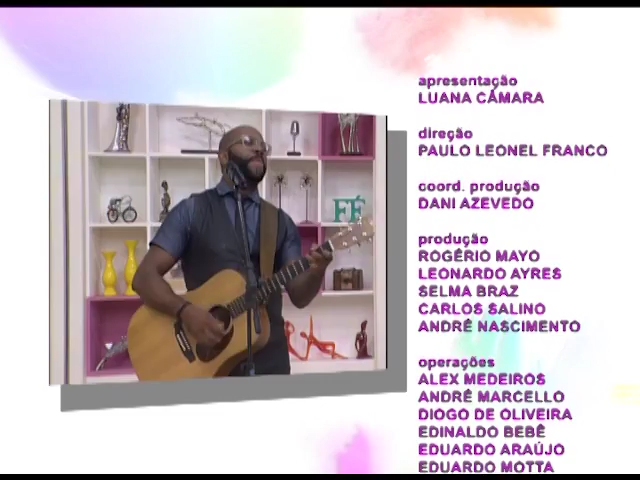 apresentação
LUANA CÂMARA
direção
PAULO LEONEL FRANCO
coord. produção
DANI AZEVEDO
produção
ROGÉRIO MAYO
LEONARDO AYRES
SELMA BRAZ
CARLOS SALINO
ANDRÉ NASCIMENTO
operações
ALEX MEDEIROS
ANDRÉ MARCELLO
DIOGO DE OLIVEIRA
EDINALDO BEBÊ
EDUARDO ARAÚJO
EDUARDO MOTTA
FÉ